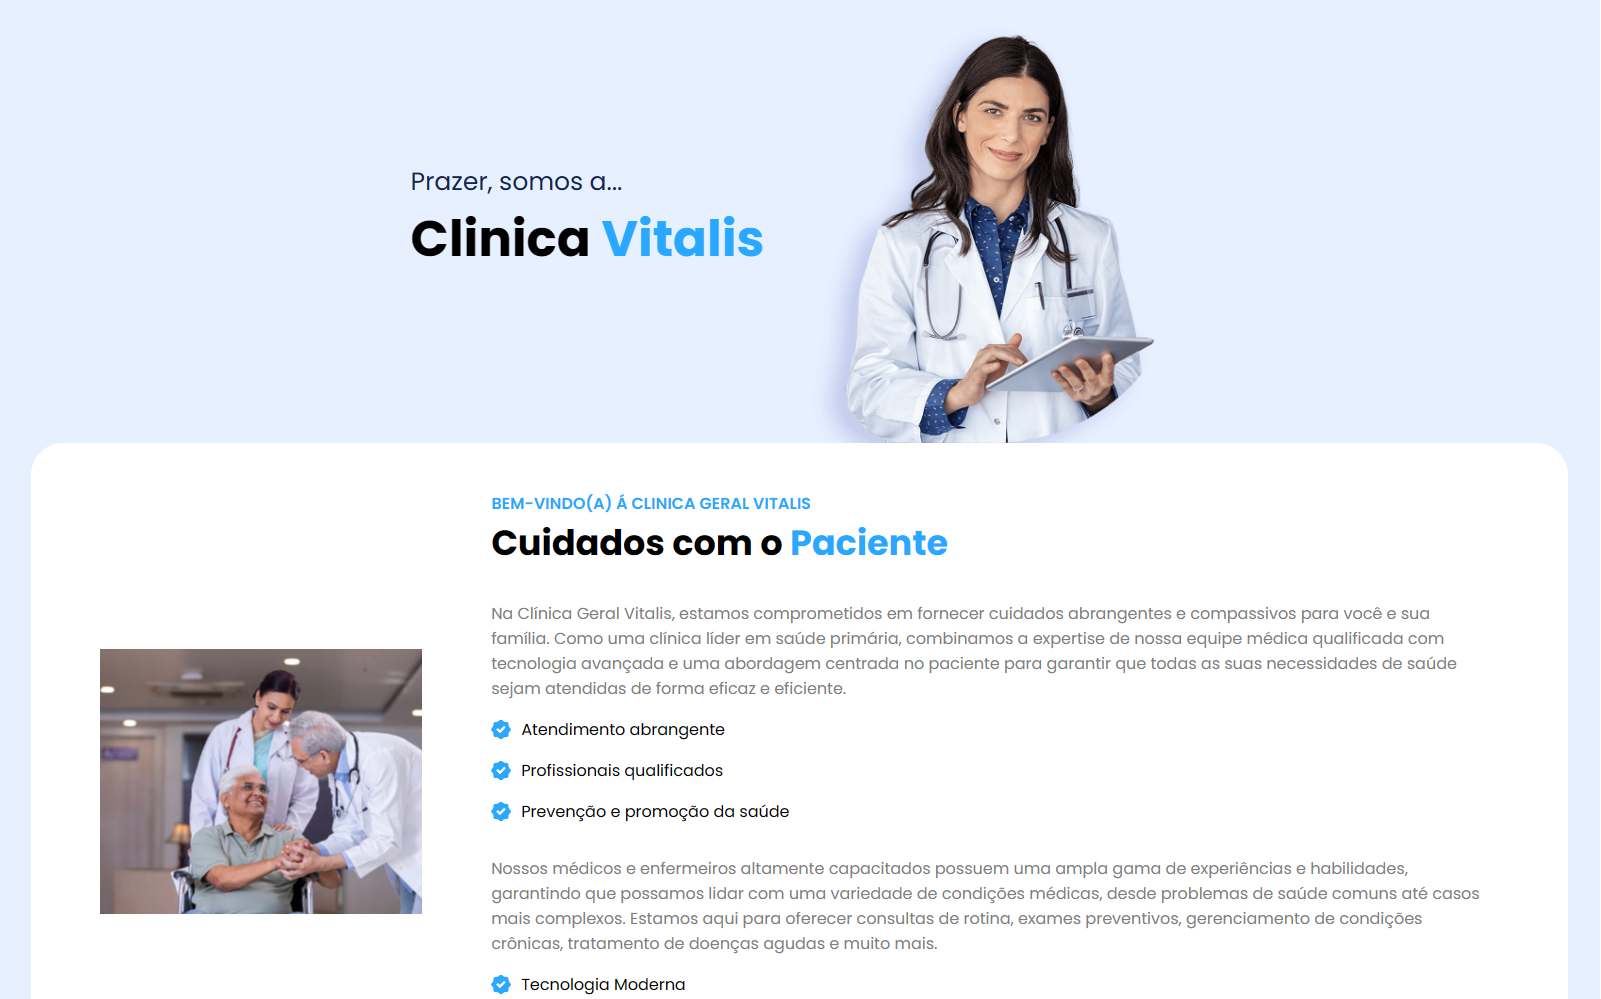 Prazer, somos a...
Clinica Vitalis
BEM-VINDO(A) Á CLINICA GERAL VITALIS
Cuidados com o Paciente
Na Clínica Geral Vitalis, estamos comprometidos em fornecer cuidados abrangentes e compassivos para você e sua
família. Como uma clínica líder em saúde primária, combinamos a expertise de nossa equipe médica qualificada com
tecnologia avançada e uma abordagem centrada no paciente para garantir que todas as suas necessidades de saúde
sejam atendidas de forma eficaz e eficiente.
Atendimento abrangente
Profissionais qualificados
Prevenção e promoção da saúde
Nossos médicos e enfermeiros altamente capacitados possuem uma ampla gama de experiências e habilidades,
garantindo que possamos lidar com uma variedade de condições médicas, desde problemas de saúde comuns até casos
mais complexos. Estamos aqui para oferecer consultas de rotina, exames preventivos, gerenciamento de condições
crônicas, tratamento de doenças agudas e muito mais.
Tecnologia Moderna